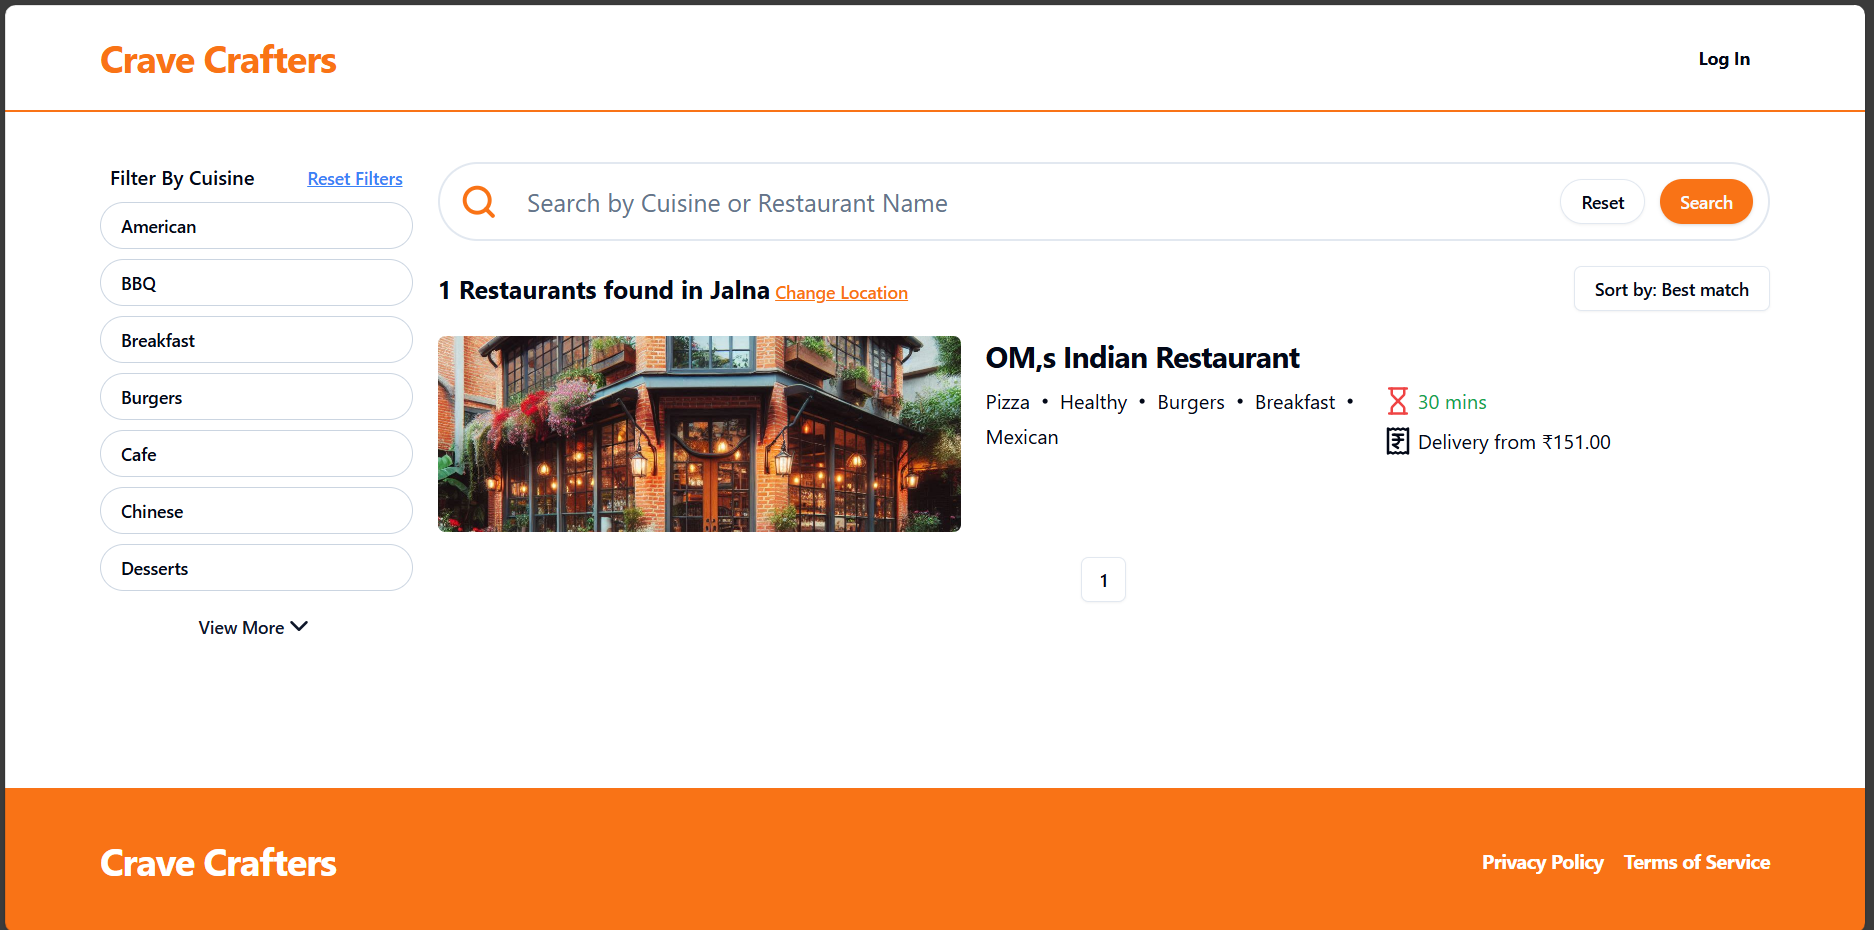 Crave Crafters
Log In
Filter By Cuisine Reset Filters
American
BBQ
Breakfast
Burgers
Cafe
Chinese
Desserts
View More
Search by Cuisine or Restaurant Name
Reset
Search
1 Restaurants found in Jalna Change Location
Sort by: Best match
OM,s Indian Restaurant
Pizza • Healthy • Burgers • Breakfast •
Mexican
30 mins
Delivery from ₹151.00
1
Crave Crafters
Privacy Policy Terms of Service